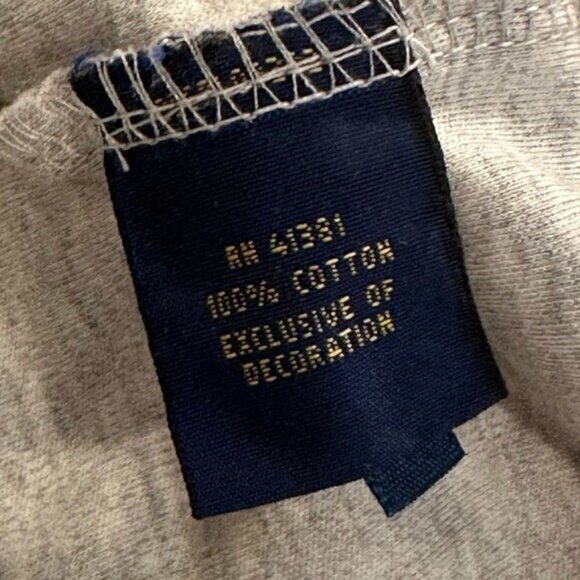 RN 41381
100% COTTON
EXCLUSIVE OF
DECORATION